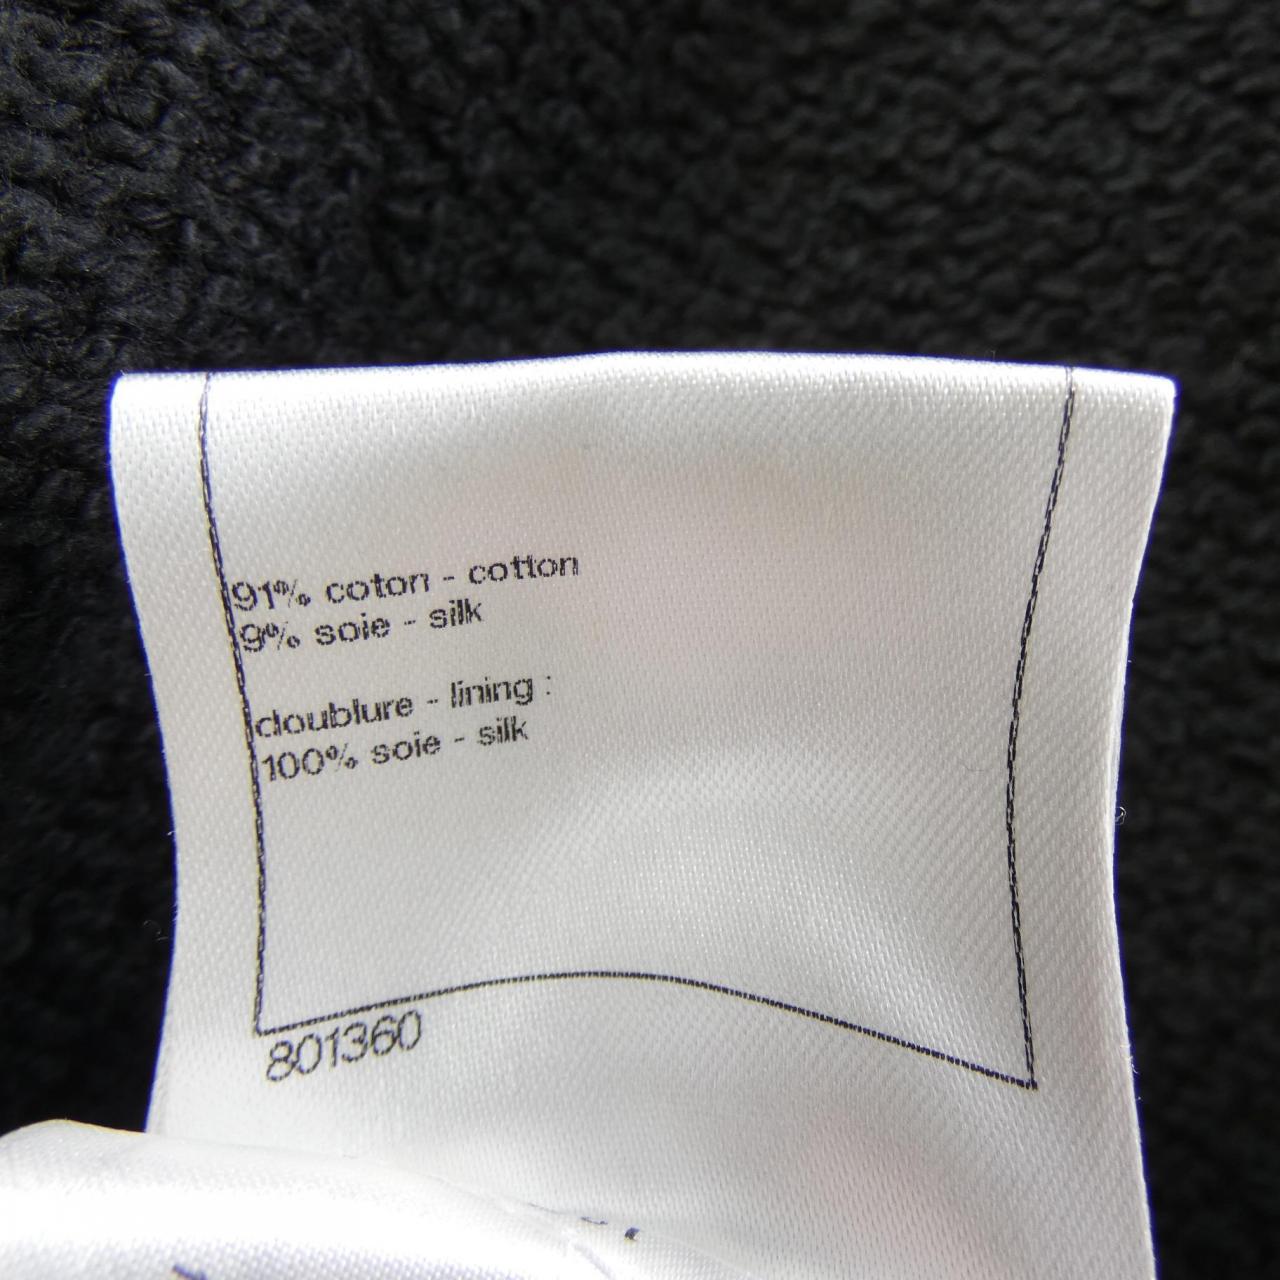 91% coton - cotton
9% soie - silk
doublure - lining :
100% soie - silk
801360